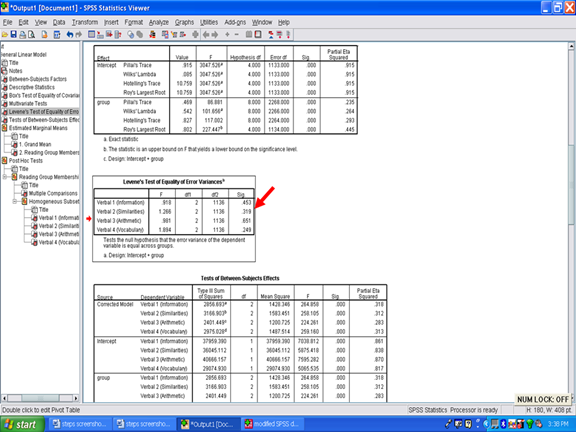 *Output1 [Document1] - SPSS Statistics Viewer
File Edit View Data Transform Insert Format Analyze Graphs Utilities Add-ons Window Help
General Linear Model
Title
Notes
Between-Subjects Factors
Descriptive Statistics
Box's Test of Equality of Covarian
Multivariate Tests
Levene's Test of Equality of Error
Tests of Between-Subjects Effec
Estimated Marginal Means
Title
1. Grand Mean
2. Reading Group Members
Post Hoc Tests
Reading Group Membership
Title
Multiple Comparisons
Homogeneous Subset
Title
Verbal 1 (Informati
Verbal 2 (Similaritie
Verbal 3 (Arithmeti
Verbal 4 (Vocabula
Effect Value F Hypothesis df Error df Sig. Partial Eta Squared
Intercept Pillai's Trace .915 3047.526a 4.000 1133.000 .000 .915
Wilks' Lambda .085 3047.526a 4.000 1133.000 .000 .915
Hotelling's Trace 10.759 3047.526a 4.000 1133.000 .000 .915
Roy's Largest Root 10.759 3047.526a 4.000 1133.000 .000 .915
group Pillai's Trace .469 86.881 8.000 2268.000 .000 .235
Wilks' Lambda .542 101.656a 8.000 2266.000 .000 .264
Hotelling's Trace .827 117.002 8.000 2264.000 .000 .293
Roy's Largest Root .802 227.447b 4.000 1134.000 .000 .445
a. Exact statistic
b. The statistic is an upper bound on F that yields a lower bound on the significance level.
c. Design: Intercept + group
Levene's Test of Equality of Error Variances
F df1 df2 Sig.
Verbal 1 (Information) .918 2 1136 .453
Verbal 2 (Similarities) 1.266 2 1136 .319
Verbal 3 (Arithmetic) .981 2 1136 .651
Verbal 4 (Vocabulary) 1.894 2 1136 .249
Tests the null hypothesis that the error variance of the dependent
variable is equal across groups.
a. Design: Intercept + group
Tests of Between-Subjects Effects
Source Dependent Variable Type III Sum of Squares df Mean Square F Sig. Partial Eta Squared
Corrected Model Verbal 1 (Information) 2856.693a 2 1428.346 264.858 .000 .318
Verbal 2 (Similarities) 3166.903b 2 1583.451 258.105 .000 .312
Verbal 3 (Arithmetic) 2401.449c 2 1200.725 224.261 .000 .283
Verbal 4 (Vocabulary) 2975.028d 2 1487.514 259.160 .000 .313
Intercept Verbal 1 (Information) 37959.390 1 37959.390 7038.812 .000 .861
Verbal 2 (Similarities) 36045.112 1 36045.112 5875.418 .000 .838
Verbal 3 (Arithmetic) 40666.157 1 40666.157 7595.282 .000 .870
Verbal 4 (Vocabulary) 29074.930 1 29074.930 5065.535 .000 .817
group Verbal 1 (Information) 2856.693 2 1428.346 264.858 .000 .318
Verbal 2 (Similarities) 3166.903 2 1583.451 258.105 .000 .312
Verbal 3 (Arithmetic) 2401.449 2 1200.725 224.261 .000 .283
NUM LOCK: OFF
Double click to edit Pivot Table
SPSS Statistics Processor is ready
H: 180, W: 408 pt.
start
steps screensho...
steps screensho...
*Output1 [Docum...
modified SPSS d...
3:38 PM